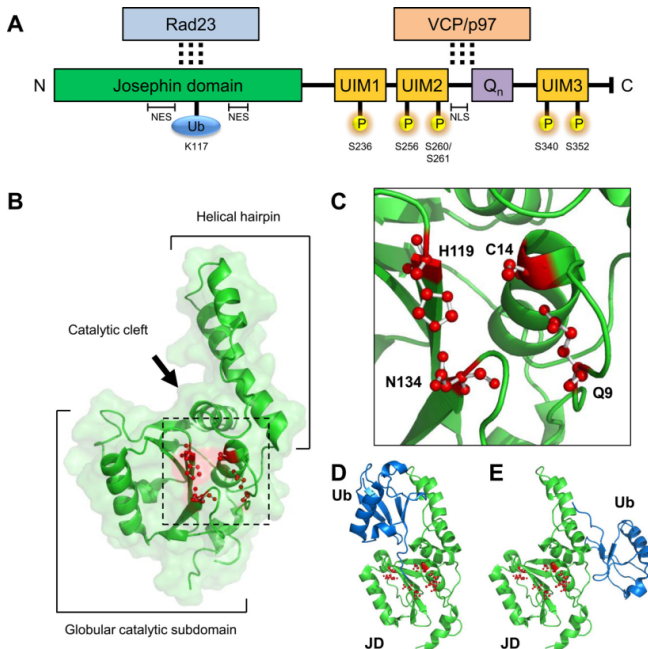 A
Rad23
VCP/p97
N
Josephin domain
UIM1
UIM2
Qn
UIM3
C
NES
NES
NLS
Ub
P
P
P
P
P
K117
S236
S256
S260/
S261
S340
S352
B
Helical hairpin
Catalytic cleft
Globular catalytic subdomain
C
H119
C14
N134
Q9
D
Ub
JD
E
Ub
JD